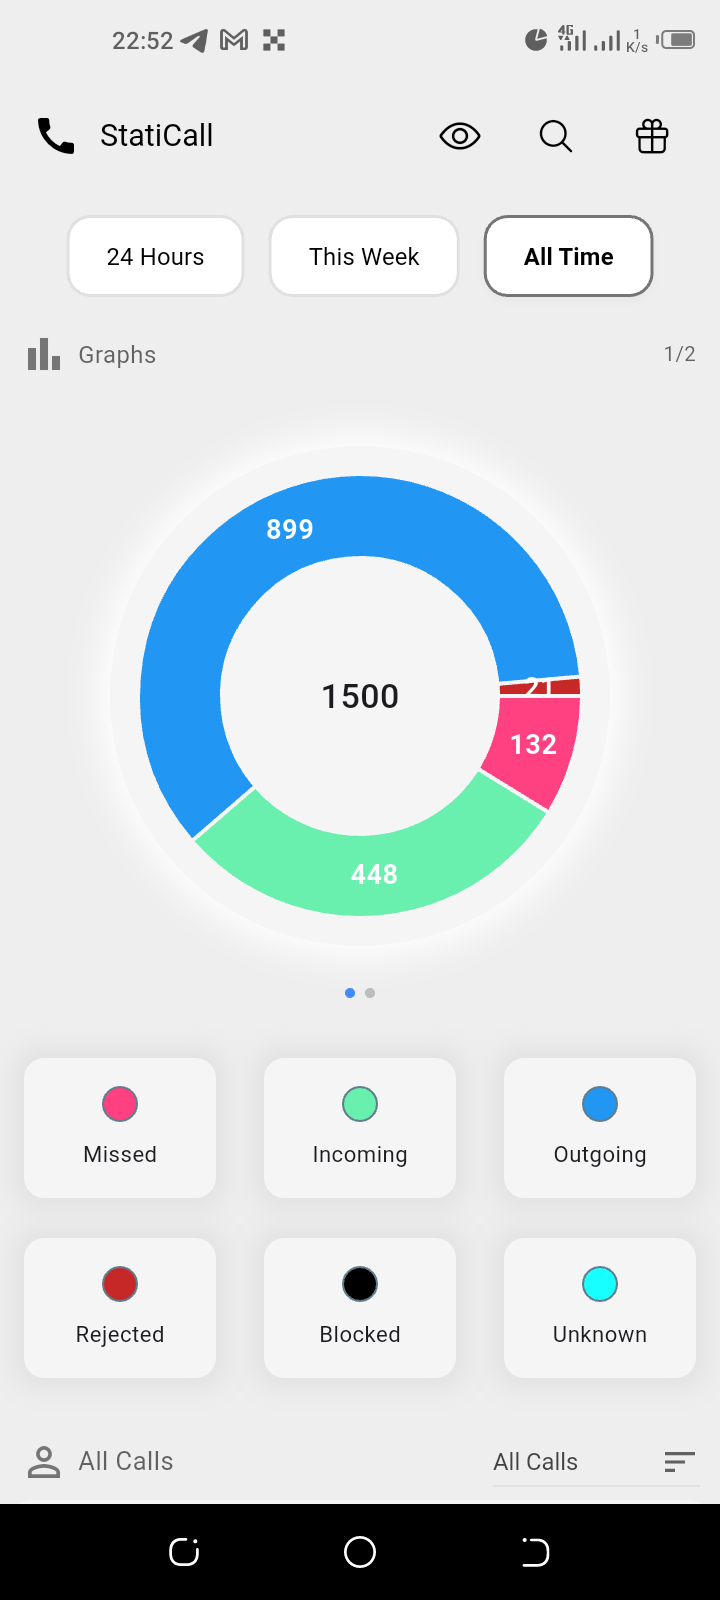 22:52
4G
1
K/s
StatiCall
24 Hours
This Week
All Time
Graphs
1/2
899
21
132
1500
448
Missed
Incoming
Outgoing
Rejected
Blocked
Unknown
All Calls
All Calls